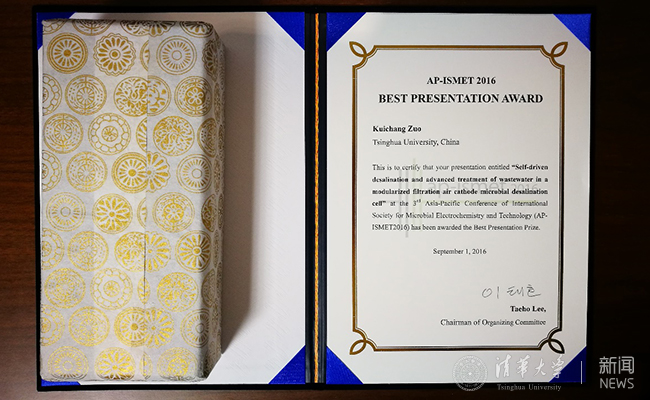 AP-ISMET 2016
BEST PRESENTATION AWARD
Kuichang Zuo
Tsinghua University, China
This is to certify that your presentation entitled “Self-driven
desalination and advanced treatment of wastewater in a
modularized filtration air cathode microbial desalination
cell” at the 3rd Asia-Pacific Conference of International
Society for Microbial Electrochemistry and Technology (AP-
ISMET2016) has been awarded the Best Presentation Prize.
ap-ismet 2016
September 1, 2016
이태호
Taeho Lee,
Chairman of Organizing Committee
清华大学
Tsinghua University
新闻
NEWS